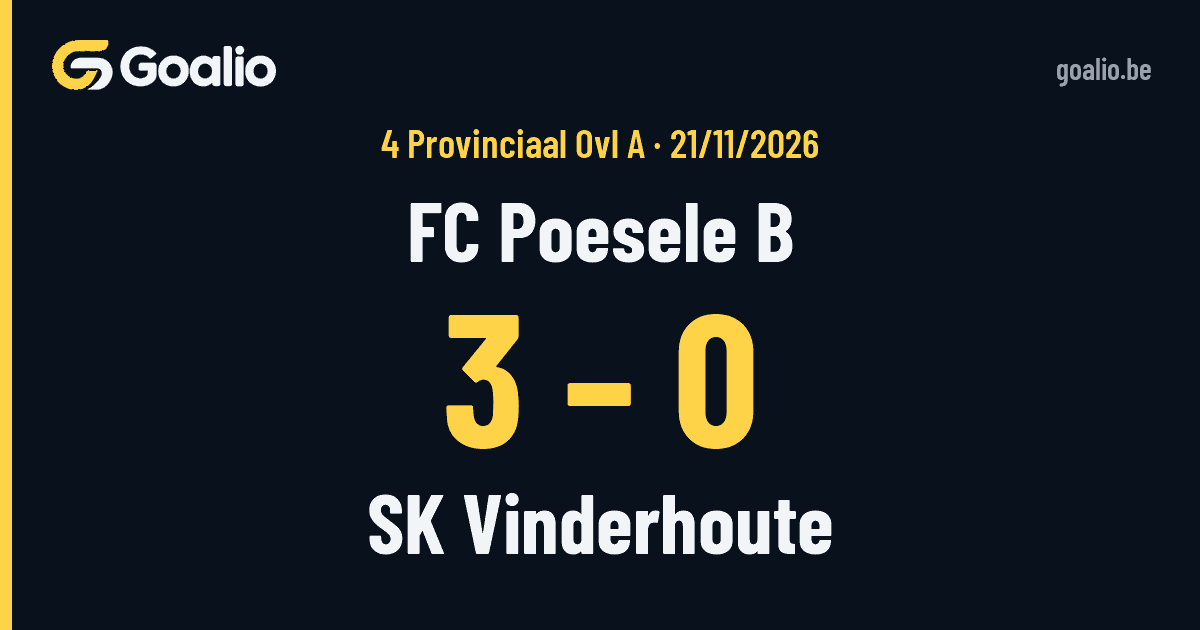 Goalio
goalio.be
4 Provinciaal Ovl A · 21/11/2026
FC Poesele B
3 – 0
SK Vinderhoute